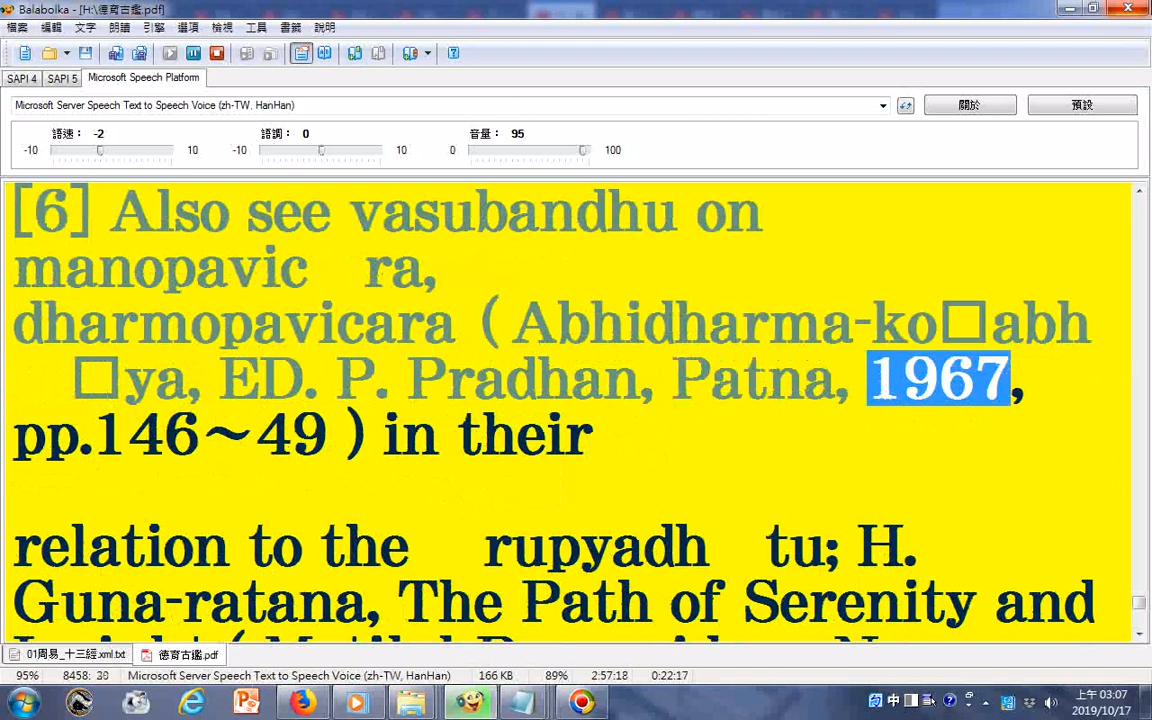 Balabolka - [H:\德育古鑑.pdf]
檔案 編輯 文字 朗讀 引擎 選項 檢視 工具 書籤 說明
SAPI 4 SAPI 5 Microsoft Speech Platform
Microsoft Server Speech Text to Speech Voice (zh-TW, HanHan) 關於 預設
語速： -2 語調： 0 音量： 95
-10 10 -10 10 0 100
[6] Also see vasubandhu on
manopavic ra,
dharmopavicara ( Abhidharma-ko□abh
□ya, ED. P. Pradhan, Patna, 1967,
pp.146～49 ) in their
relation to the rupyadh tu; H.
Guna-ratana, The Path of Serenity and
01周易_十三經.xml.txt 德育古鑑.pdf
95% 8458: 30 Microsoft Server Speech Text to Speech Voice (zh-TW, HanHan) 166 KB 89% 2:57:18 0:22:17
中 上午 03:07
2019/10/17